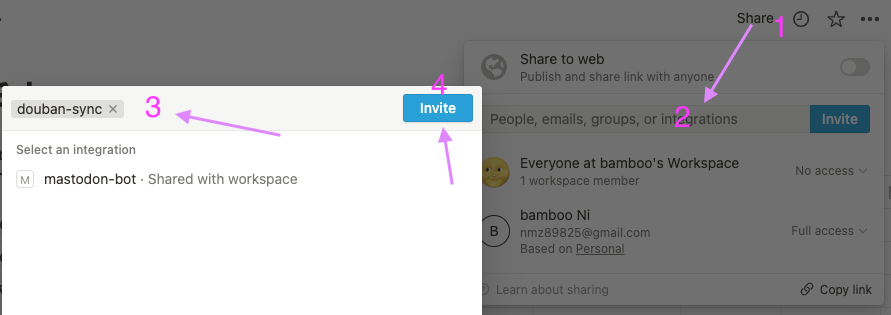 Share
1
Share to web
Publish and share link with anyone
4
douban-sync ×
3
Invite
People, emails, groups, or integrations
2
Invite
Select an integration
M
mastodon-bot · Shared with workspace
Everyone at bamboo's Workspace
1 workspace member
No access
B
bamboo Ni
nmz89825@gmail.com
Based on Personal
Full access
Learn about sharing
Copy link